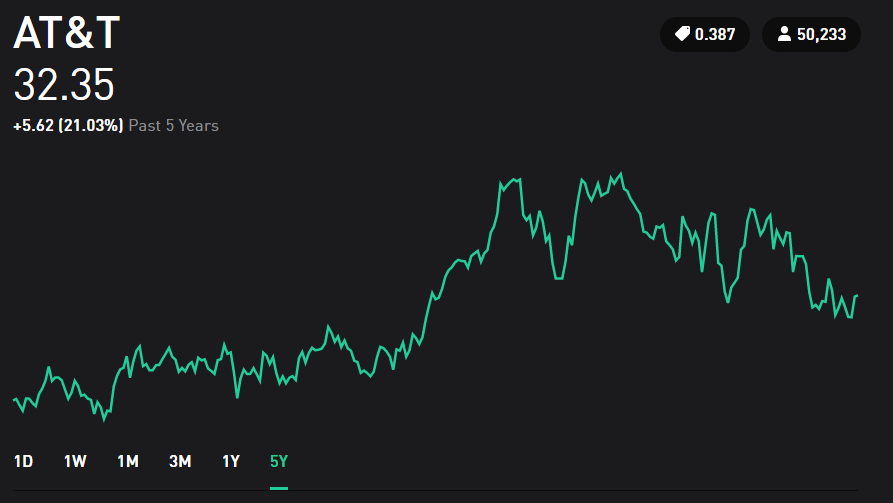 AT&T
0.387 50,233
32.35
+5.62 (21.03%) Past 5 Years
1D 1W 1M 3M 1Y 5Y